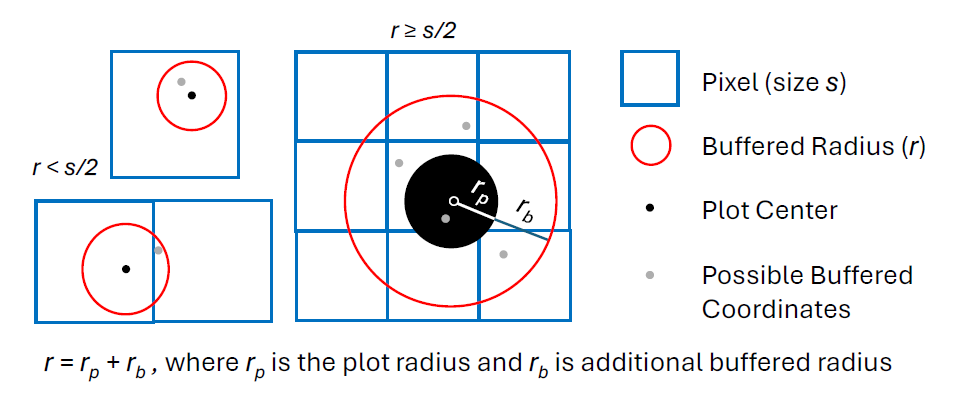 r ≥ s/2
r < s/2
r_p
r_b
Pixel (size s)
Buffered Radius (r)
Plot Center
Possible Buffered
Coordinates
r = r_p + r_b , where r_p is the plot radius and r_b is additional buffered radius